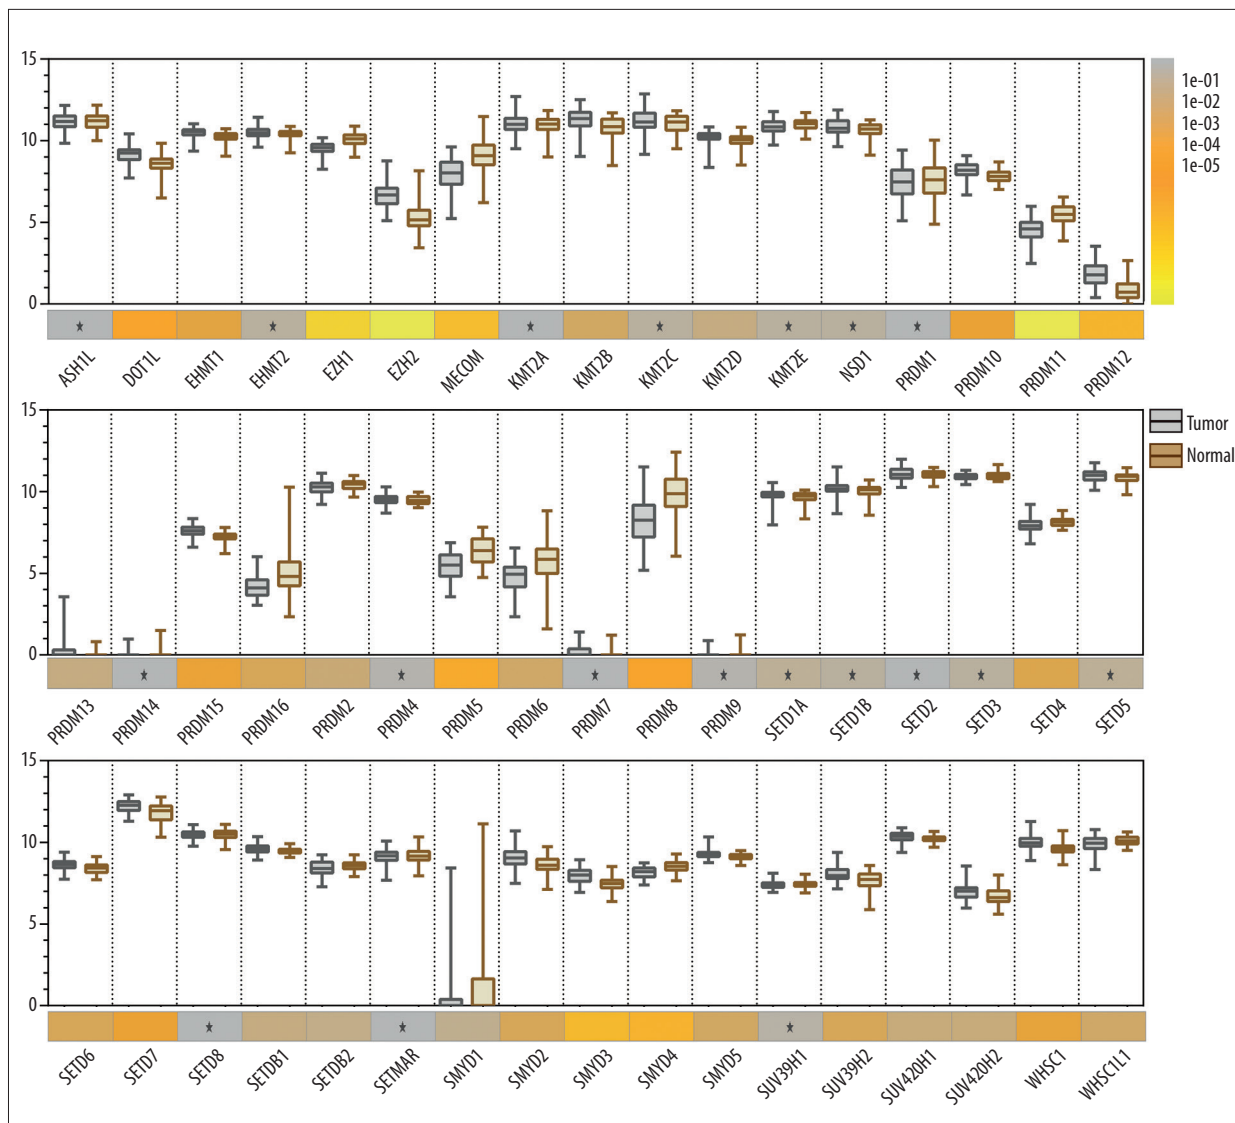 15
10
5
0
1e-01
1e-02
1e-03
1e-04
1e-05
ASH1L DOT1L EHMT1 EHMT2 EZH1 EZH2 MECOM KMT2A KMT2B KMT2C KMT2D KMT2E NSD1 PRDM1 PRDM10 PRDM11 PRDM12
15
10
5
0
Tumor
Normal
PRDM13 PRDM14 PRDM15 PRDM16 PRDM2 PRDM4 PRDM5 PRDM6 PRDM7 PRDM8 PRDM9 SETD1A SETD1B SETD2 SETD3 SETD4 SETD5
15
10
5
0
SETD6 SETD7 SETD8 SETDB1 SETDB2 SETMAR SMYD1 SMYD2 SMYD3 SMYD4 SMYD5 SUV39H1 SUV39H2 SUV420H1 SUV420H2 WHSC1 WHSC1L1